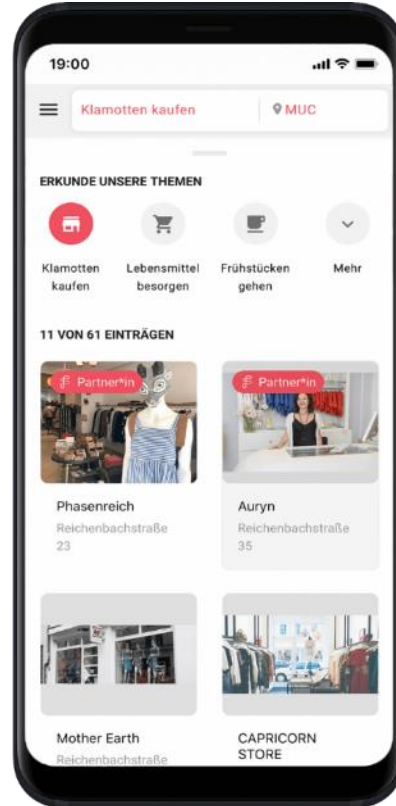 19:00
Klamotten kaufen
MUC
ERKUNDE UNSERE THEMEN
Klamotten
kaufen
Lebensmittel
besorgen
Frühstücken
gehen
Mehr
11 VON 61 EINTRÄGEN
Partner*in
Partner*in
Phasenreich
Reichenbachstraße
23
Auryn
Reichenbachstraße
35
Mother Earth
Reichenbachstraße
CAPRICORN
STORE